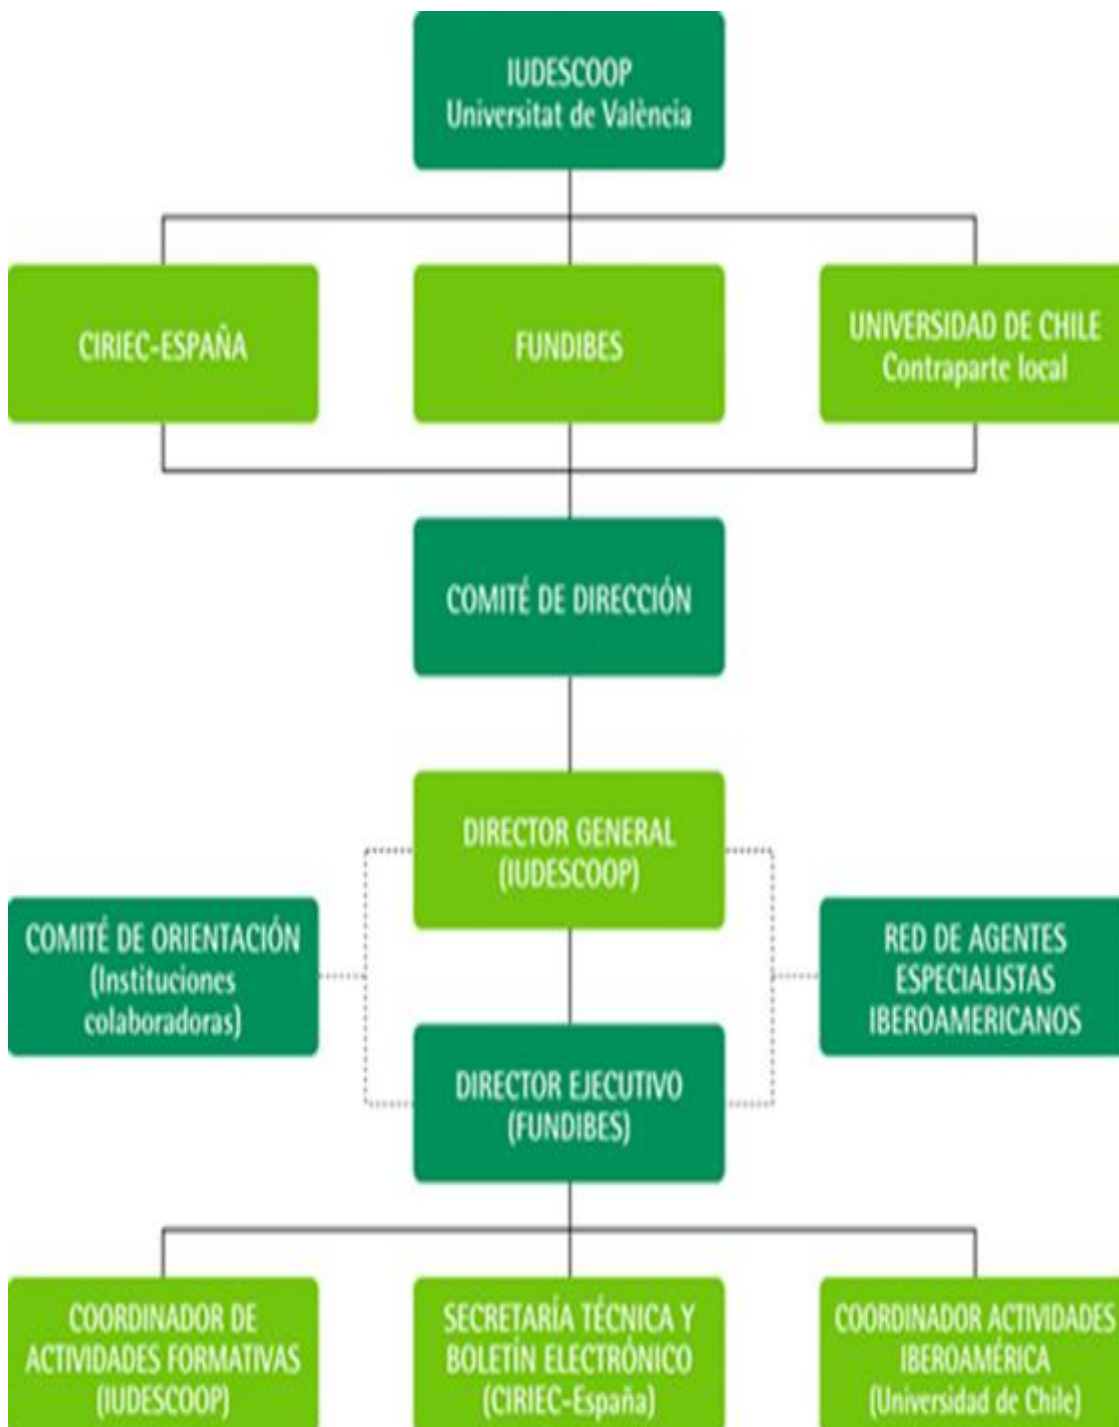 IUDESCOOP
Universitat de València
CIRIEC-ESPAÑA
FUNDIBES
UNIVERSIDAD DE CHILE
Contraparte local
COMITÉ DE DIRECCIÓN
DIRECTOR GENERAL
(IUDESCOOP)
COMITÉ DE ORIENTACIÓN
(Instituciones
colaboradoras)
RED DE AGENTES
ESPECIALISTAS
IBEROAMERICANOS
DIRECTOR EJECUTIVO
(FUNDIBES)
COORDINADOR DE
ACTIVIDADES FORMATIVAS
(IUDESCOOP)
SECRETARÍA TÉCNICA Y
BOLETÍN ELECTRÓNICO
(CIRIEC-España)
COORDINADOR ACTIVIDADES
IBEROAMÉRICA
(Universidad de Chile)